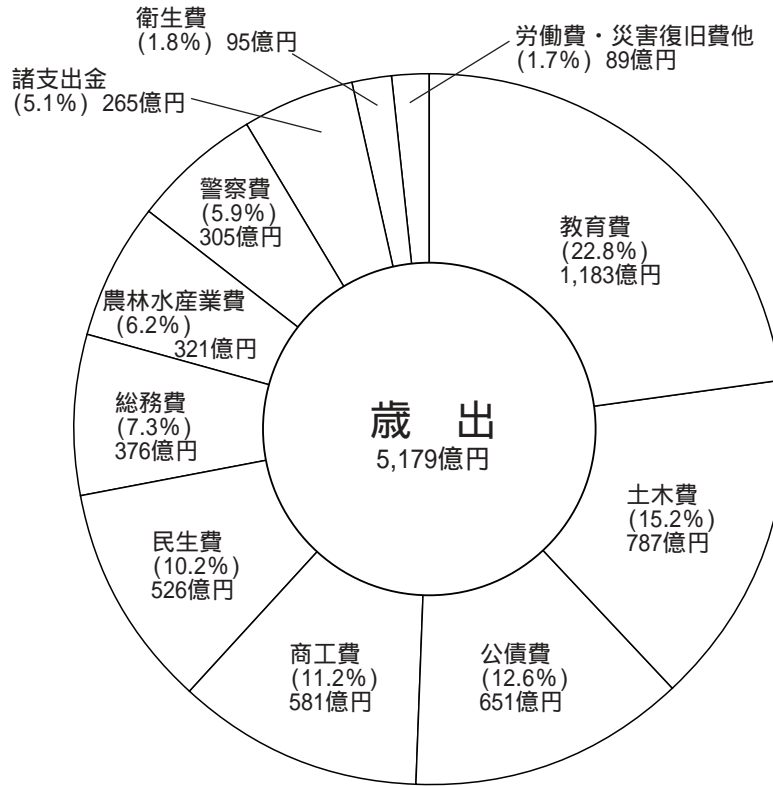 衛生費
(1.8%) 95億円
労働費・災害復旧費他
(1.7%) 89億円
諸支出金
(5.1%) 265億円
警察費
(5.9%)
305億円
教育費
(22.8%)
1,183億円
農林水産業費
(6.2%)
321億円
歳 出
5,179億円
総務費
(7.3%)
376億円
土木費
(15.2%)
787億円
民生費
(10.2%)
526億円
商工費
(11.2%)
581億円
公債費
(12.6%)
651億円